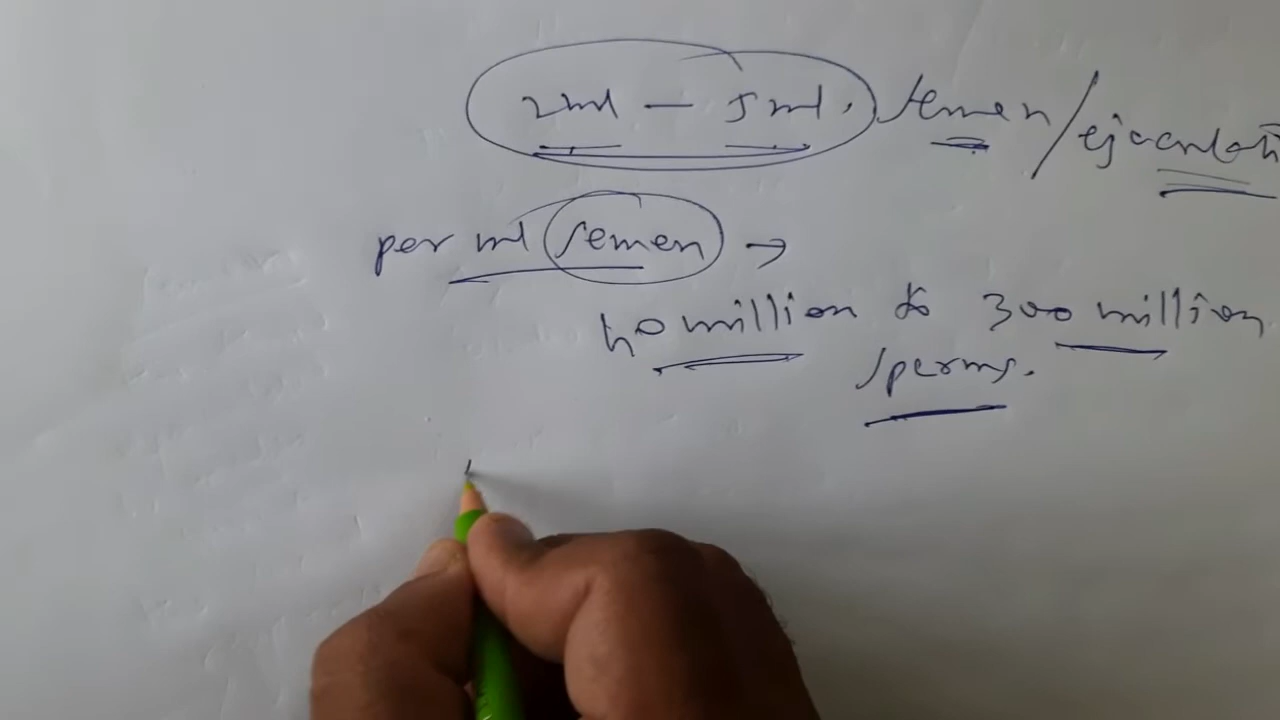 2ml — 5ml. semen/ejaculati
per ml semen →
40 million to 300 million
sperms.